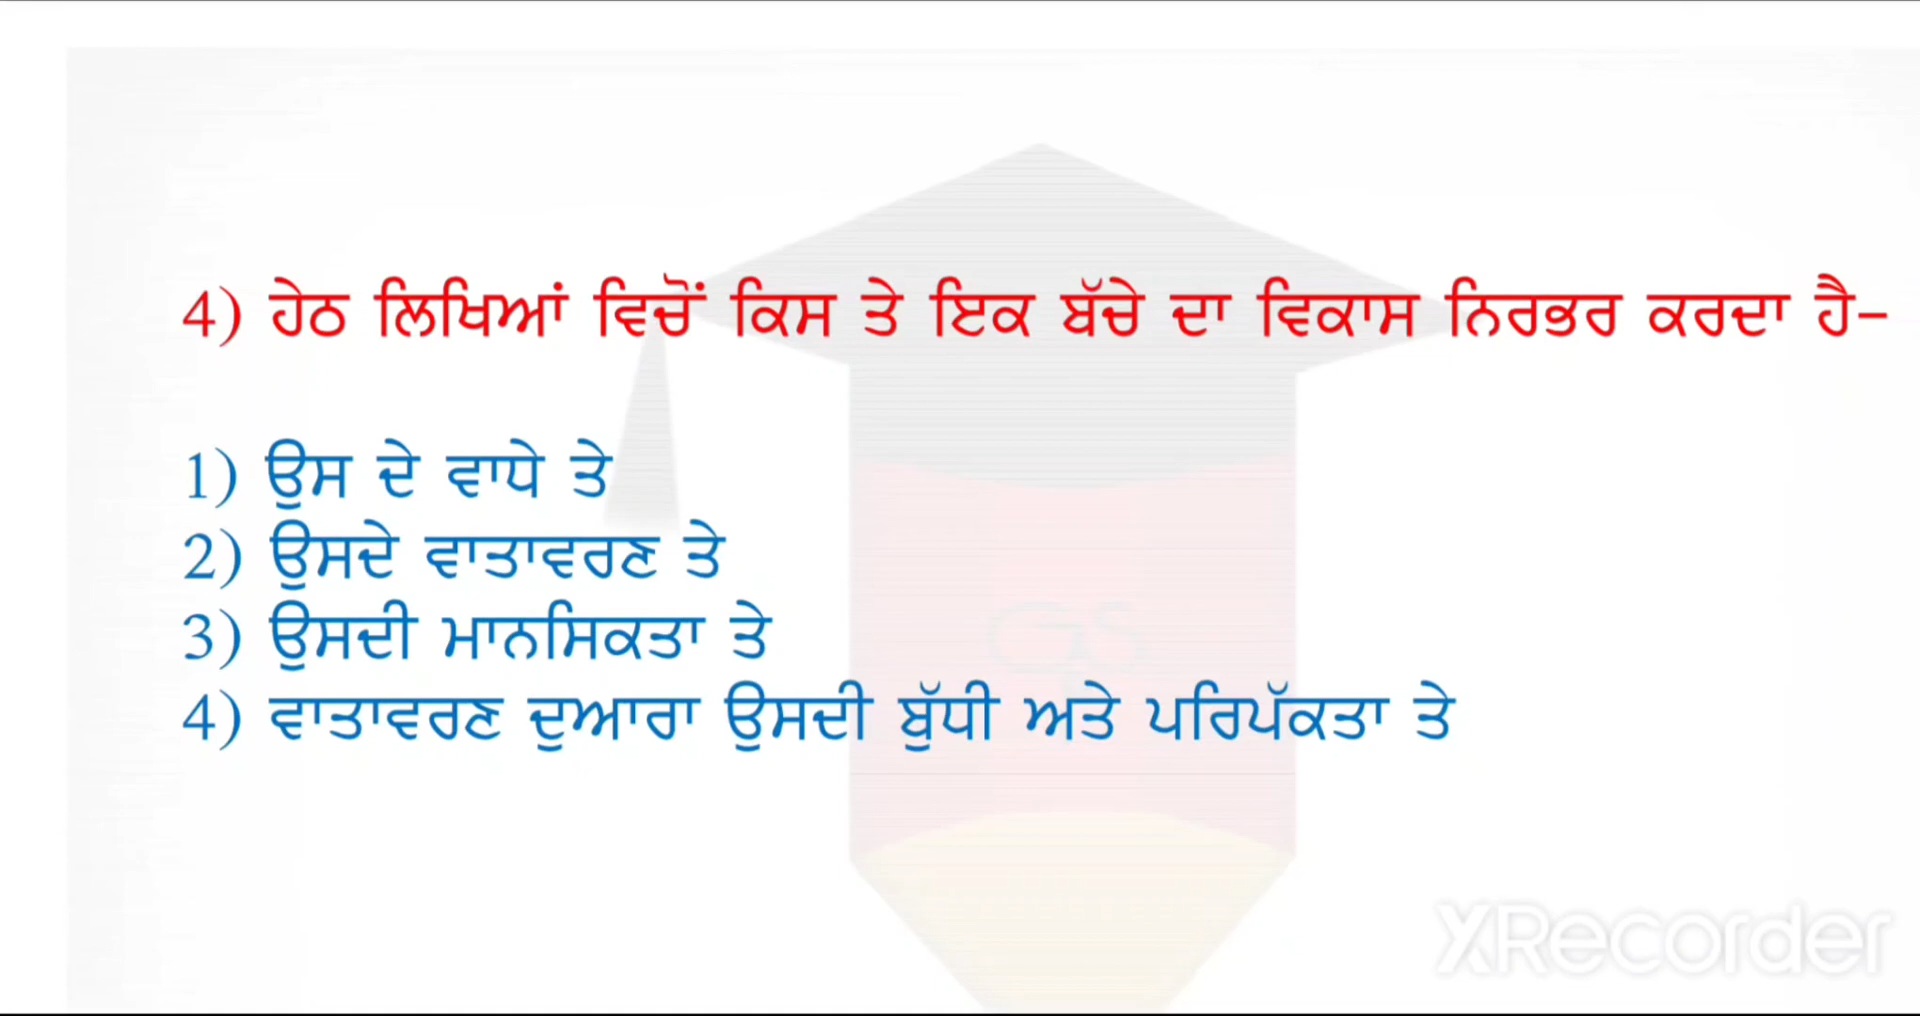 4) ਹੇਠ ਲਿਖਿਆਂ ਵਿਚੋਂ ਕਿਸ ਤੇ ਇਕ ਬੱਚੇ ਦਾ ਵਿਕਾਸ ਨਿਰਭਰ ਕਰਦਾ ਹੈ–
1) ਉਸ ਦੇ ਵਾਧੇ ਤੇ
2) ਉਸਦੇ ਵਾਤਾਵਰਣ ਤੇ
3) ਉਸਦੀ ਮਾਨਸਿਕਤਾ ਤੇ
4) ਵਾਤਾਵਰਣ ਦੁਆਰਾ ਉਸਦੀ ਬੁੱਧੀ ਅਤੇ ਪਰਿਪੱਕਤਾ ਤੇ
GS
XRecorder